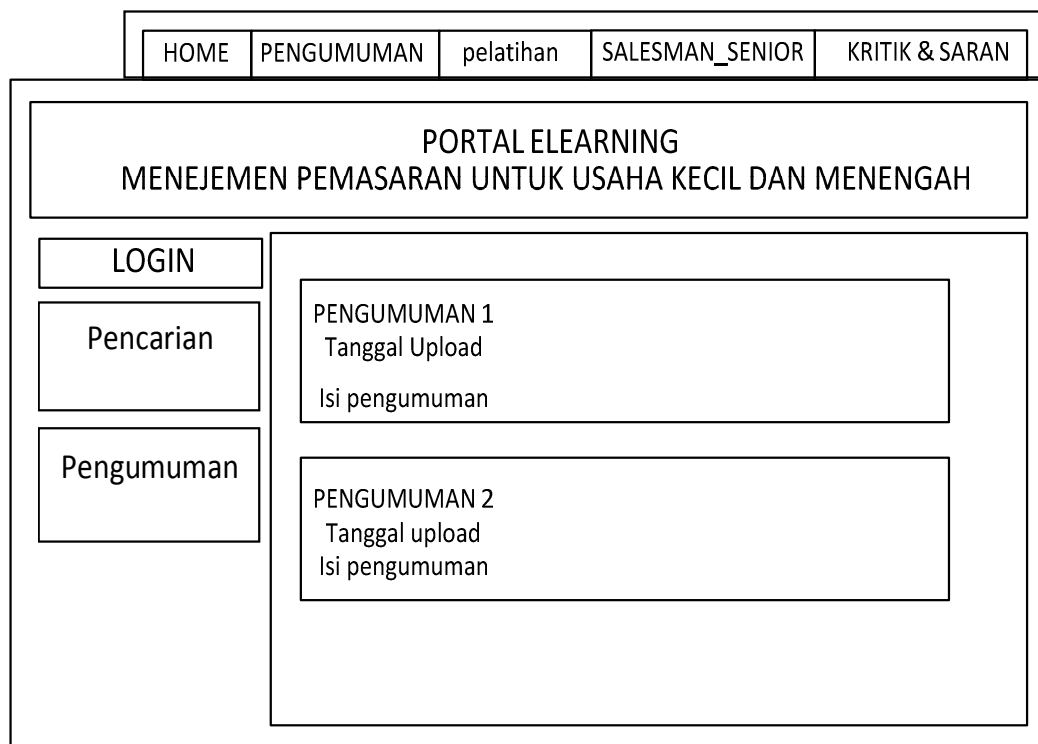 HOME PENGUMUMAN pelatihan SALESMAN_SENIOR KRITIK & SARAN
PORTAL ELEARNING
MENEJEMEN PEMASARAN UNTUK USAHA KECIL DAN MENENGAH
LOGIN
Pencarian
Pengumuman
PENGUMUMAN 1
Tanggal Upload
Isi pengumuman
PENGUMUMAN 2
Tanggal upload
Isi pengumuman